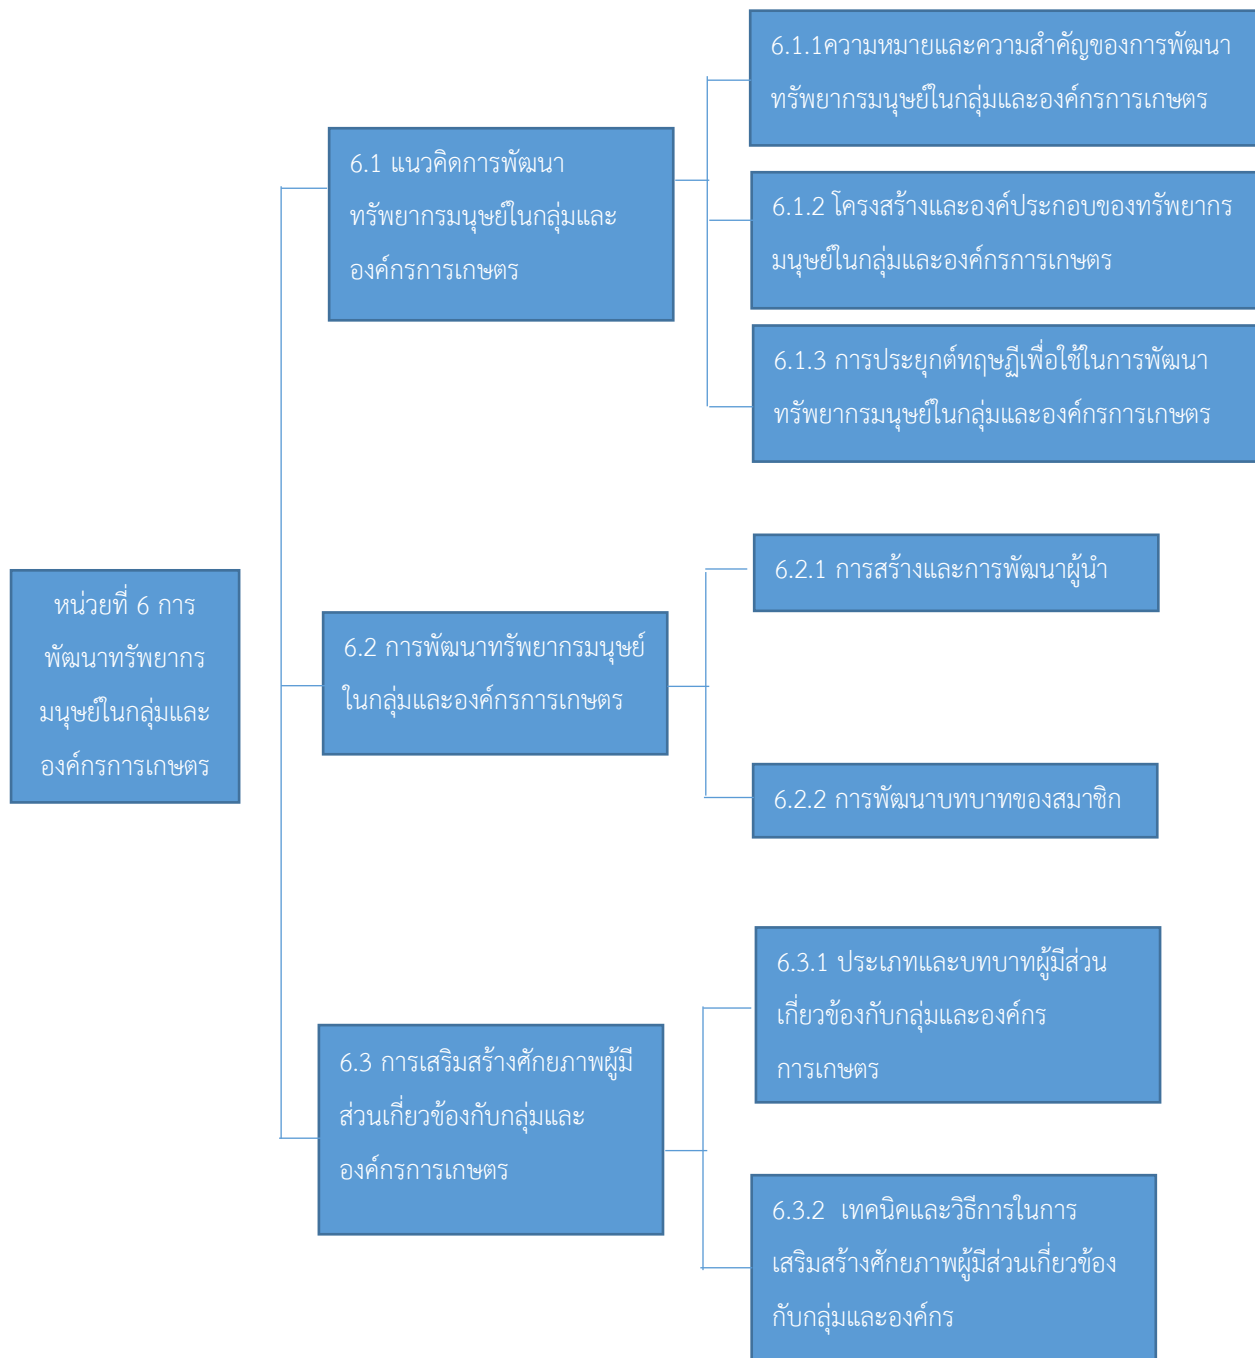 6.1.1ความหมายและความสำคัญของการพัฒนา
ทรัพยากรมนุษย์ในกลุ่มและองค์กรการเกษตร
6.1 แนวคิดการพัฒนา
ทรัพยากรมนุษย์ในกลุ่มและ
องค์กรการเกษตร
6.1.2 โครงสร้างและองค์ประกอบของทรัพยากร
มนุษย์ในกลุ่มและองค์กรการเกษตร
6.1.3 การประยุกต์ทฤษฏีเพื่อใช้ในการพัฒนา
ทรัพยากรมนุษย์ในกลุ่มและองค์กรการเกษตร
หน่วยที่ 6 การ
พัฒนาทรัพยากร
มนุษย์ในกลุ่มและ
องค์กรการเกษตร
6.2 การพัฒนาทรัพยากรมนุษย์
ในกลุ่มและองค์กรการเกษตร
6.2.1 การสร้างและการพัฒนาผู้นำ
6.2.2 การพัฒนาบทบาทของสมาชิก
6.3 การเสริมสร้างศักยภาพผู้มี
ส่วนเกี่ยวข้องกับกลุ่มและ
องค์กรการเกษตร
6.3.1 ประเภทและบทบาทผู้มีส่วน
เกี่ยวข้องกับกลุ่มและองค์กร
การเกษตร
6.3.2  เทคนิคและวิธีการในการ
เสริมสร้างศักยภาพผู้มีส่วนเกี่ยวข้อง
กับกลุ่มและองค์กร